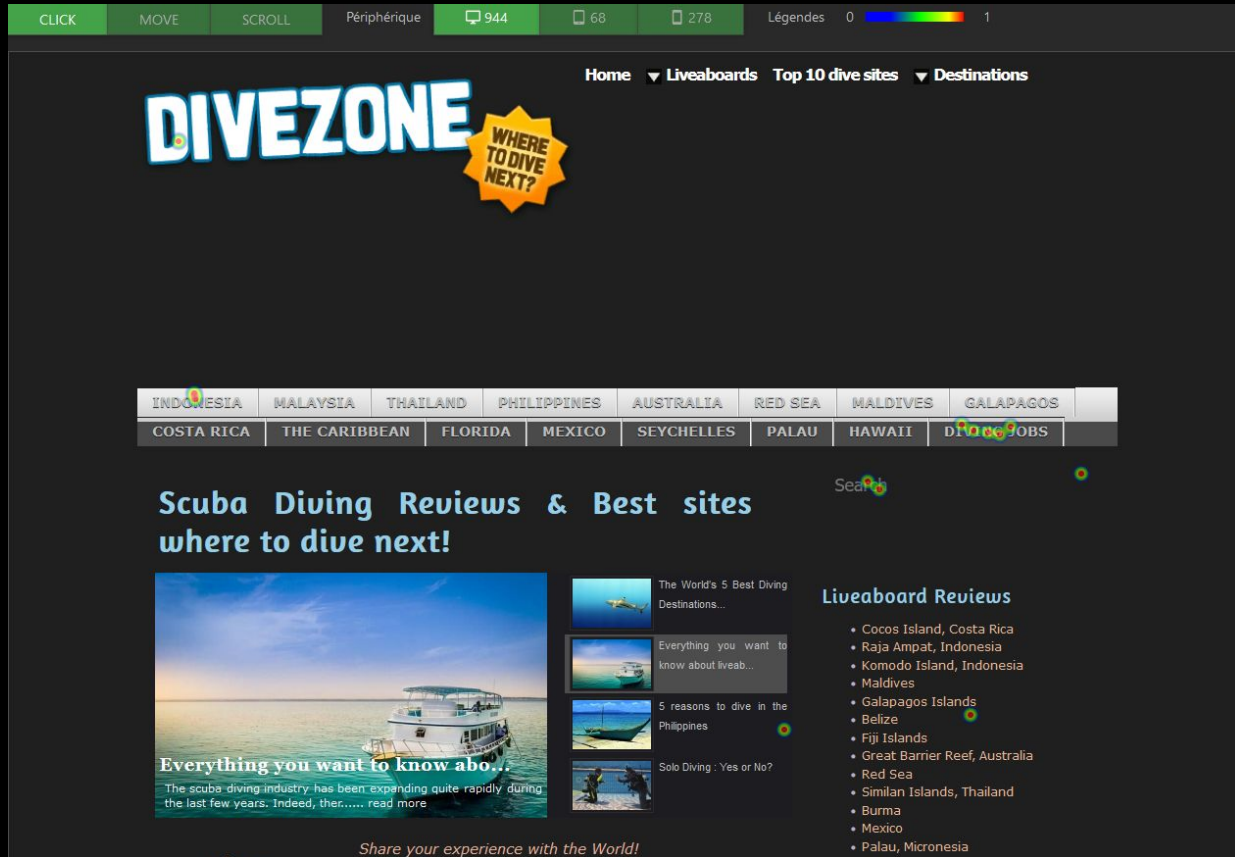 CLICK MOVE SCROLL Périphérique 944 68 278 Légendes 0 1
Home Liveaboards Top 10 dive sites Destinations
DIVEZONE
WHERE
TO DIVE
NEXT?
INDONESIA MALAYSIA THAILAND PHILIPPINES AUSTRALIA RED SEA MALDIVES GALAPAGOS
COSTA RICA THE CARIBBEAN FLORIDA MEXICO SEYCHELLES PALAU HAWAII DIVING JOBS
Search
Scuba Diving Reviews & Best sites
where to dive next!
The World's 5 Best Diving
Destinations...
Everything you want to
know about liveab...
5 reasons to dive in the
Philippines
Solo Diving : Yes or No?
Everything you want to know abo...
The scuba diving industry has been expanding quite rapidly during
the last few years. Indeed, ther...... read more
Share your experience with the World!
Liveaboard Reviews
• Cocos Island, Costa Rica
• Raja Ampat, Indonesia
• Komodo Island, Indonesia
• Maldives
• Galapagos Islands
• Belize
• Fiji Islands
• Great Barrier Reef, Australia
• Red Sea
• Similan Islands, Thailand
• Burma
• Mexico
• Palau, Micronesia